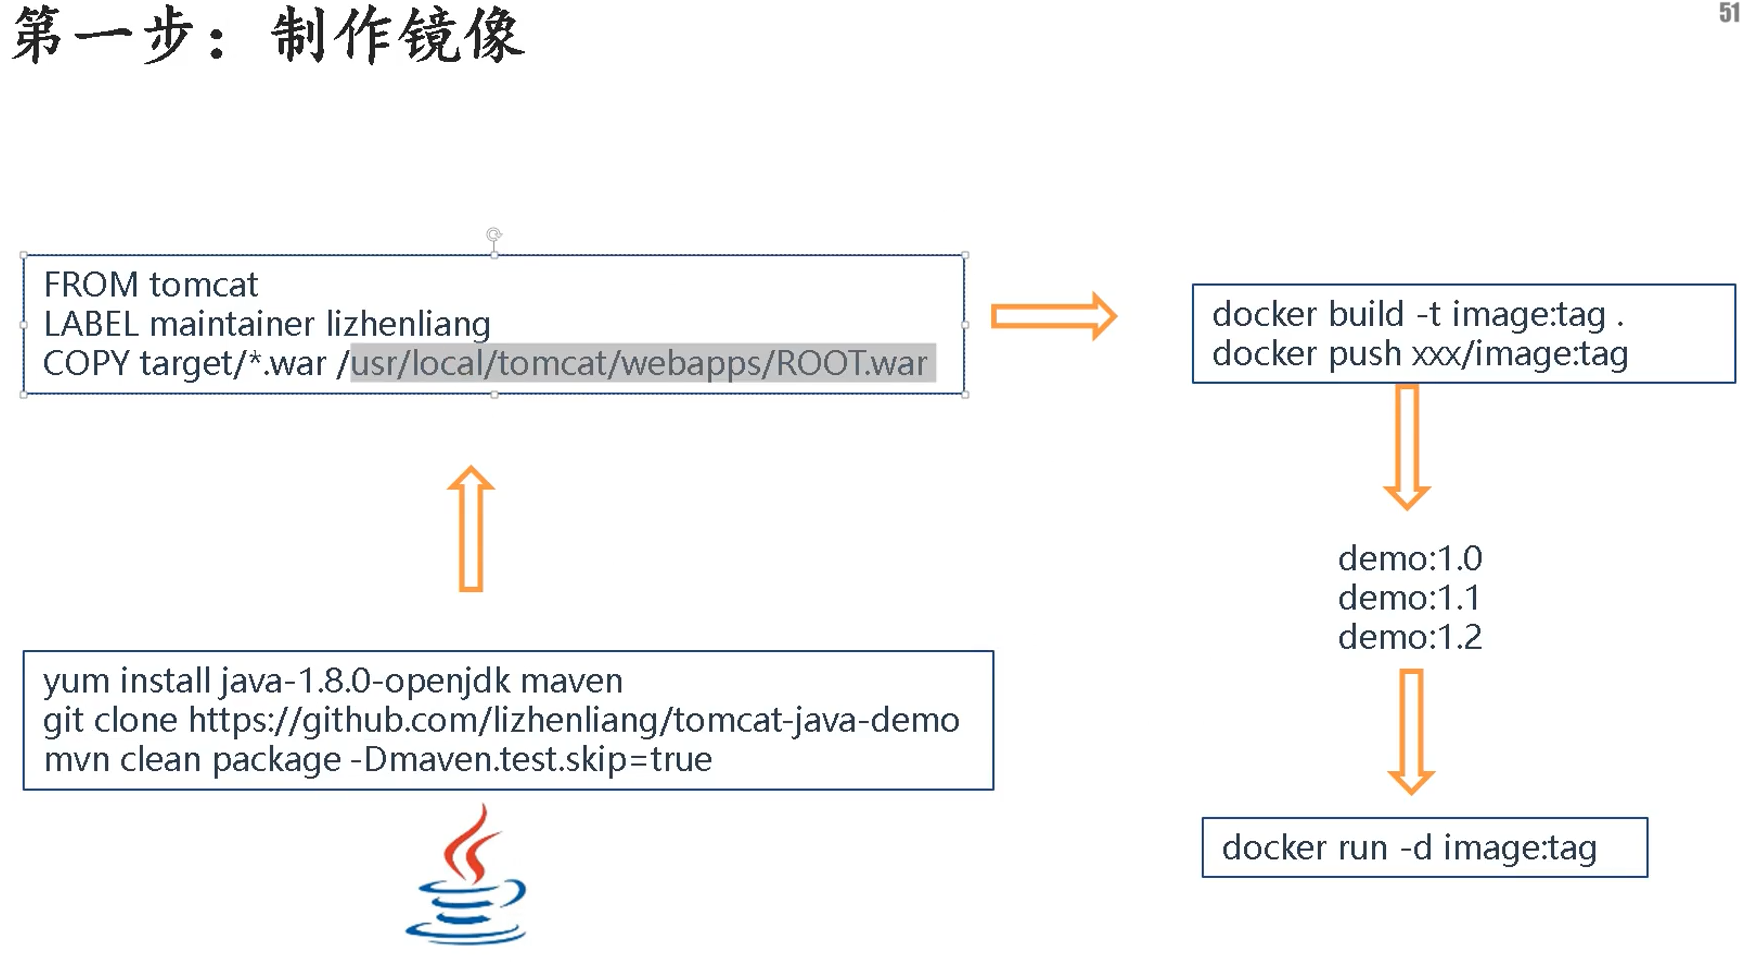 第一步：制作镜像
51
FROM tomcat
LABEL maintainer lizhenliang
COPY target/*.war /usr/local/tomcat/webapps/ROOT.war
docker build -t image:tag .
docker push xxx/image:tag
demo:1.0
demo:1.1
demo:1.2
yum install java-1.8.0-openjdk maven
git clone https://github.com/lizhenliang/tomcat-java-demo
mvn clean package -Dmaven.test.skip=true
docker run -d image:tag